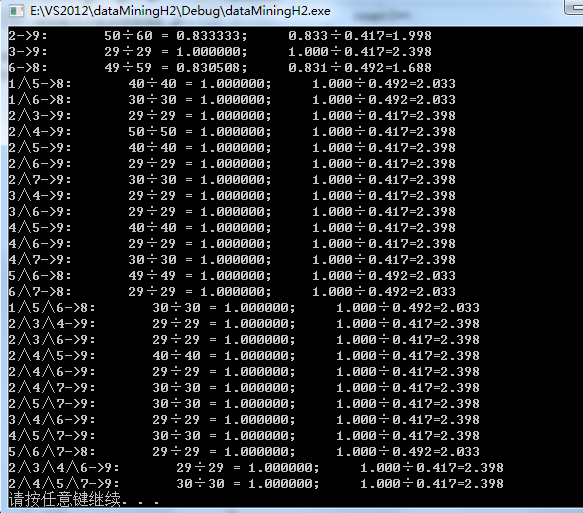 E:\VS2012\dataMiningH2\Debug\dataMiningH2.exe
2->9: 50÷60 = 0.833333; 0.833÷0.417=1.998
3->9: 29÷29 = 1.000000; 1.000÷0.417=2.398
6->8: 49÷59 = 0.830508; 0.831÷0.492=1.688
1∧5->8: 40÷40 = 1.000000; 1.000÷0.492=2.033
1∧6->8: 30÷30 = 1.000000; 1.000÷0.492=2.033
2∧3->9: 29÷29 = 1.000000; 1.000÷0.417=2.398
2∧4->9: 50÷50 = 1.000000; 1.000÷0.417=2.398
2∧5->9: 40÷40 = 1.000000; 1.000÷0.417=2.398
2∧6->9: 29÷29 = 1.000000; 1.000÷0.417=2.398
2∧7->9: 30÷30 = 1.000000; 1.000÷0.417=2.398
3∧4->9: 29÷29 = 1.000000; 1.000÷0.417=2.398
3∧6->9: 29÷29 = 1.000000; 1.000÷0.417=2.398
4∧5->9: 40÷40 = 1.000000; 1.000÷0.417=2.398
4∧6->9: 29÷29 = 1.000000; 1.000÷0.417=2.398
4∧7->9: 30÷30 = 1.000000; 1.000÷0.417=2.398
5∧6->8: 49÷49 = 1.000000; 1.000÷0.492=2.033
6∧7->8: 29÷29 = 1.000000; 1.000÷0.492=2.033
1∧5∧6->8: 30÷30 = 1.000000; 1.000÷0.492=2.033
2∧3∧4->9: 29÷29 = 1.000000; 1.000÷0.417=2.398
2∧3∧6->9: 29÷29 = 1.000000; 1.000÷0.417=2.398
2∧4∧5->9: 40÷40 = 1.000000; 1.000÷0.417=2.398
2∧4∧6->9: 29÷29 = 1.000000; 1.000÷0.417=2.398
2∧4∧7->9: 30÷30 = 1.000000; 1.000÷0.417=2.398
2∧5∧7->9: 30÷30 = 1.000000; 1.000÷0.417=2.398
3∧4∧6->9: 29÷29 = 1.000000; 1.000÷0.417=2.398
4∧5∧7->9: 30÷30 = 1.000000; 1.000÷0.417=2.398
5∧6∧7->8: 29÷29 = 1.000000; 1.000÷0.492=2.033
2∧3∧4∧6->9: 29÷29 = 1.000000; 1.000÷0.417=2.398
2∧4∧5∧7->9: 30÷30 = 1.000000; 1.000÷0.417=2.398
请按任意键继续. . .